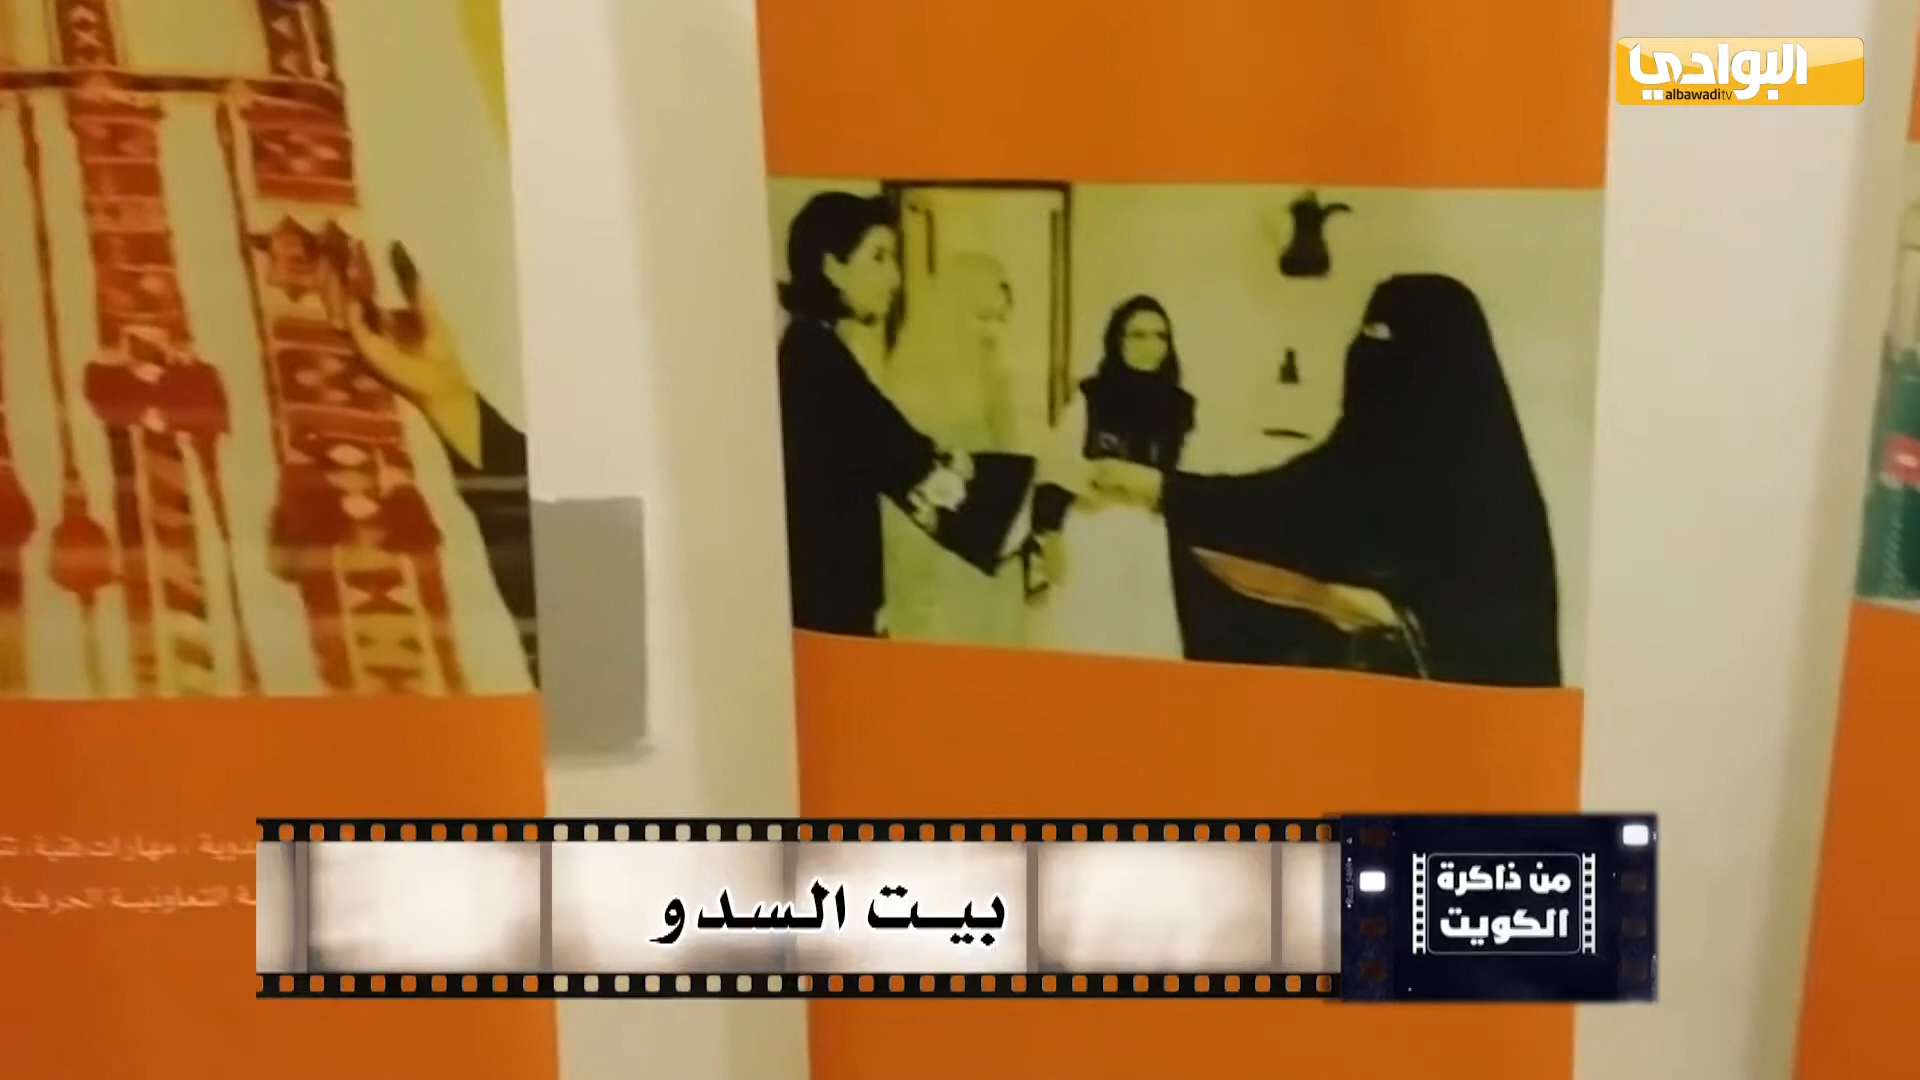 البوادي
albawaditv
بيت السدو
من ذاكرة
الكويت
مهارات فنية
التعاونية الحرفية